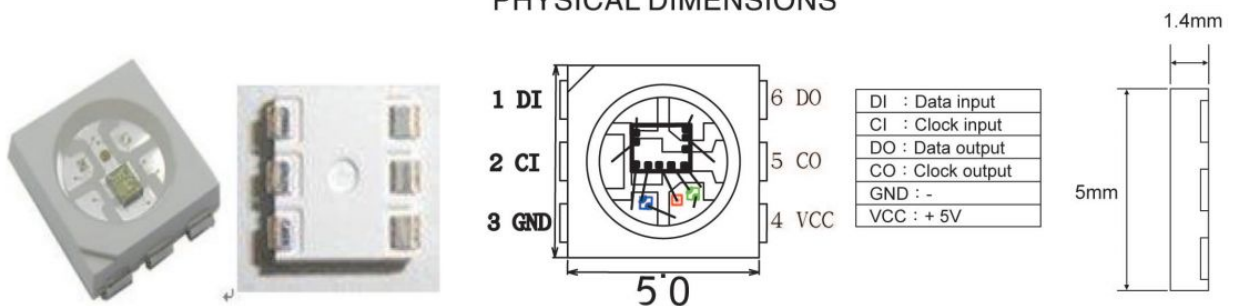 PHYSICAL DIMENSIONS
1.4mm
1 DI
6 DO
2 CI
5 CO
3 GND
4 VCC
5.0
DI : Data input
CI : Clock input
DO : Data output
CO : Clock output
GND : -
VCC : + 5V
5mm